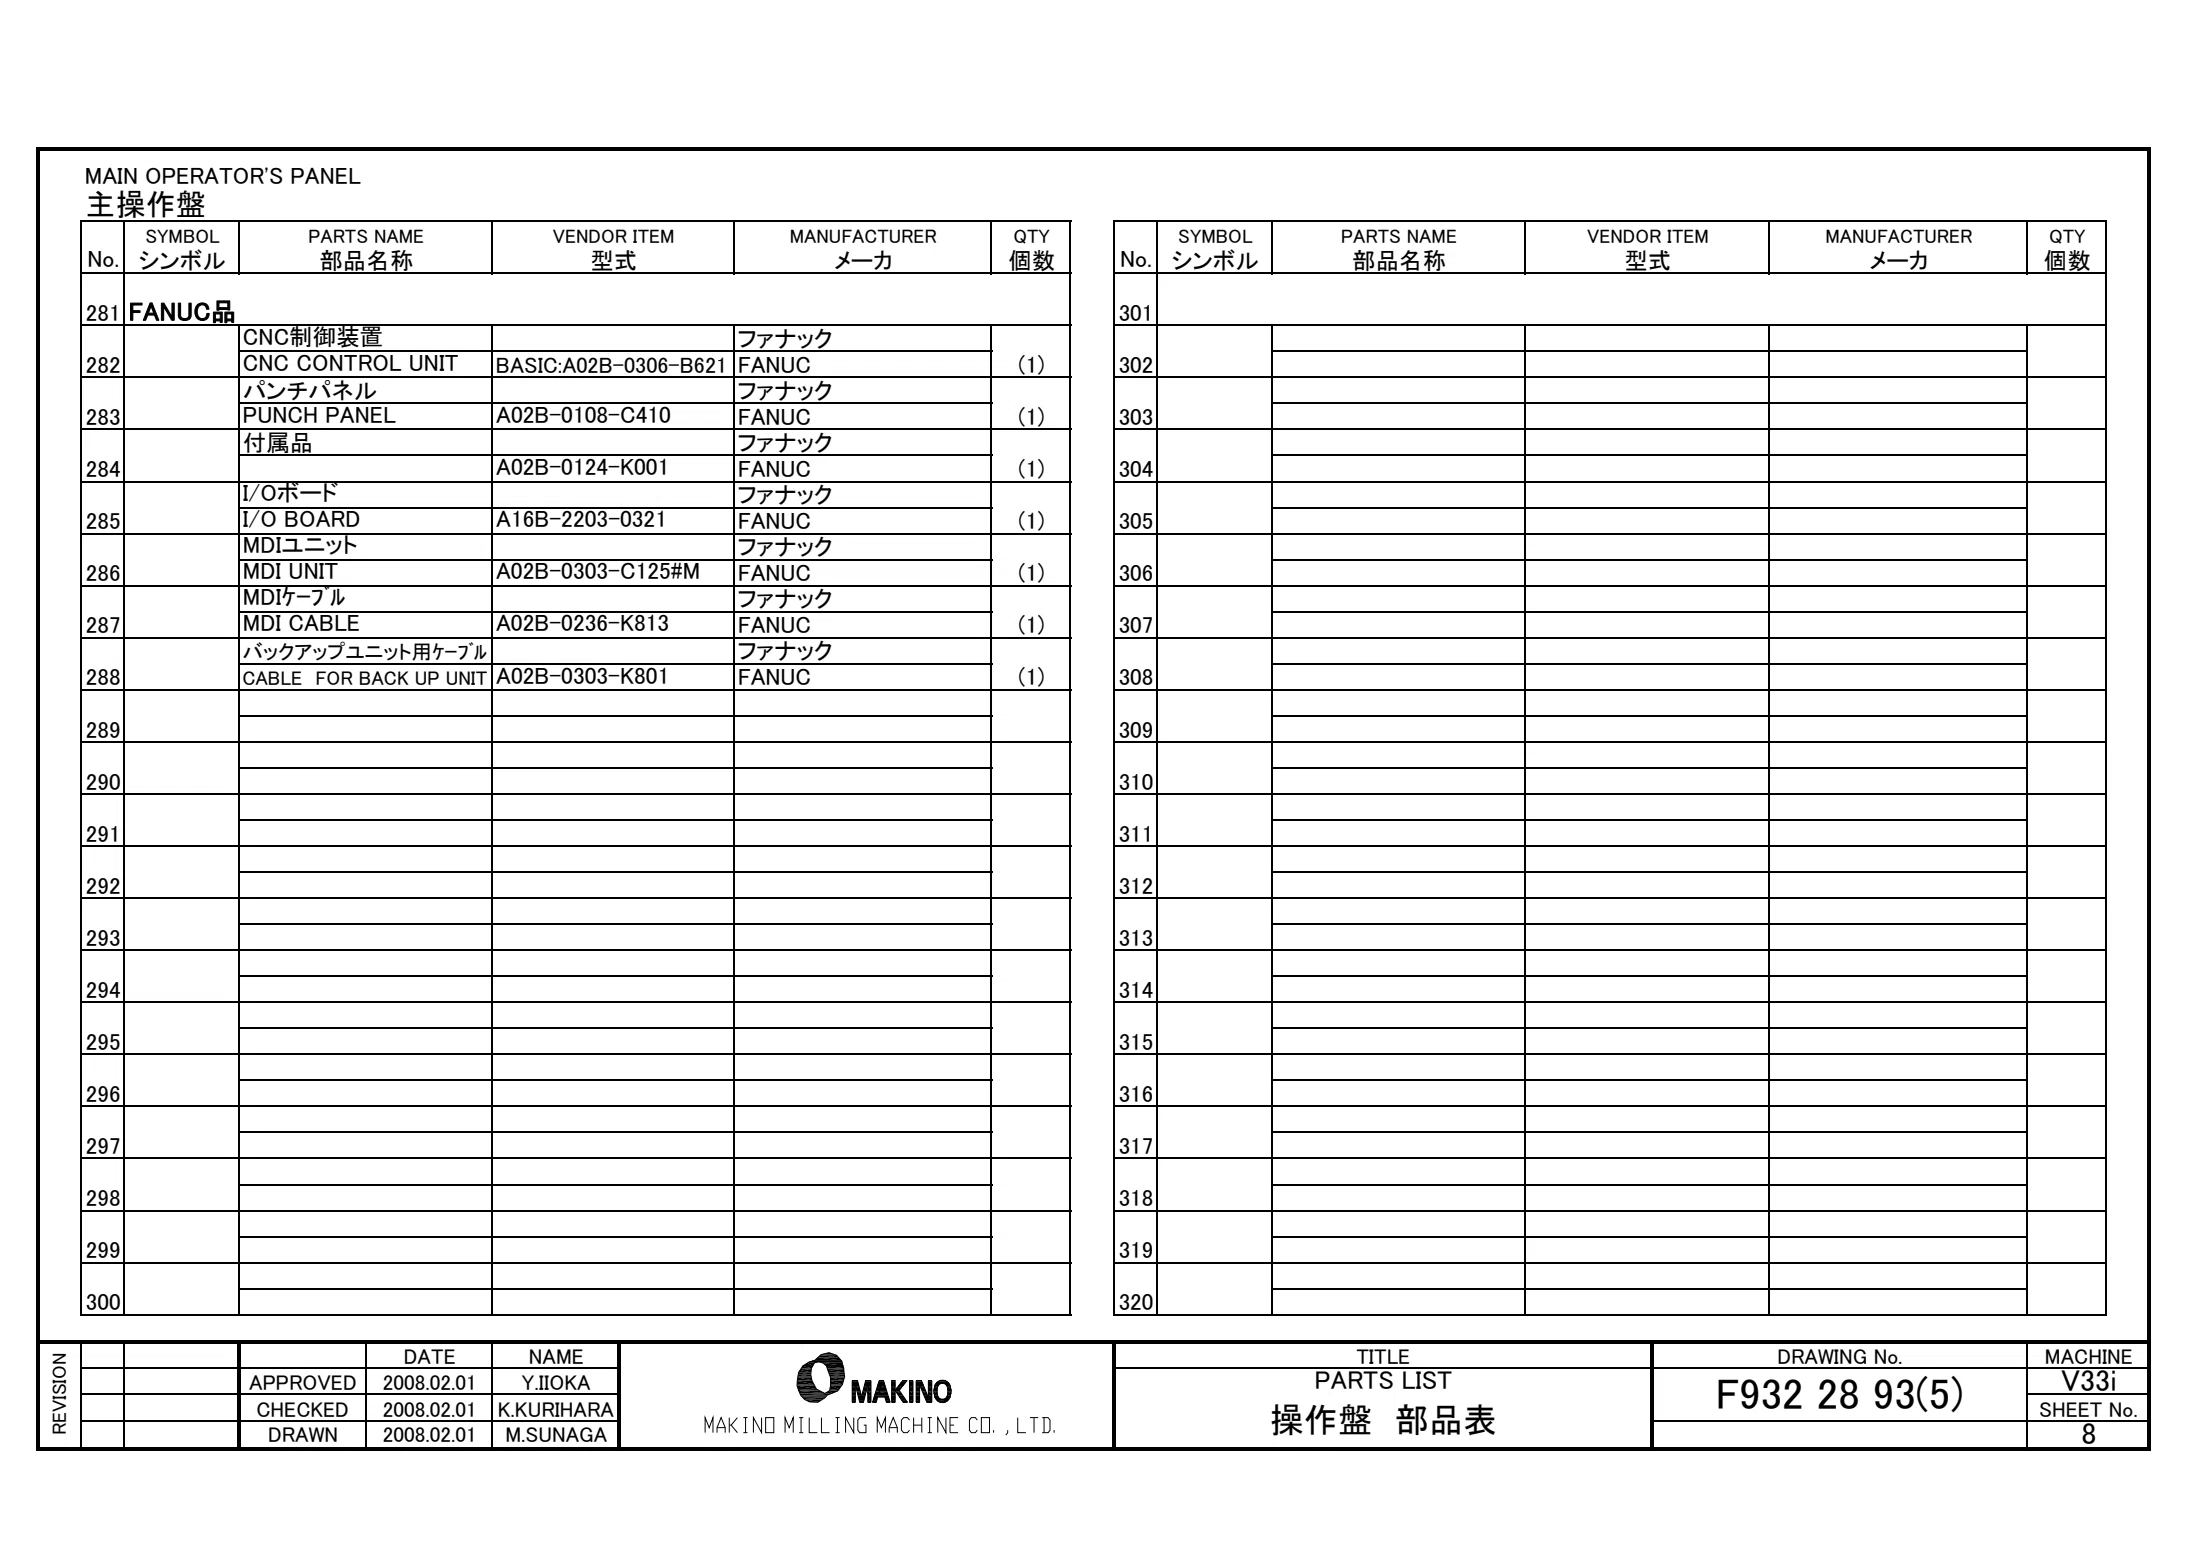 MAIN OPERATOR'S PANEL
主操作盤
No. SYMBOL シンボル PARTS NAME 部品名称 VENDOR ITEM 型式 MANUFACTURER メーカ QTY 個数
281 FANUC品
CNC制御装置 ファナック
282 CNC CONTROL UNIT BASIC:A02B-0306-B621 FANUC (1)
パンチパネル ファナック
283 PUNCH PANEL A02B-0108-C410 FANUC (1)
付属品 ファナック
284 A02B-0124-K001 FANUC (1)
I/Oボード ファナック
285 I/O BOARD A16B-2203-0321 FANUC (1)
MDIユニット ファナック
286 MDI UNIT A02B-0303-C125#M FANUC (1)
MDIｹｰﾌﾞﾙ ファナック
287 MDI CABLE A02B-0236-K813 FANUC (1)
バックアップユニット用ｹｰﾌﾞﾙ ファナック
288 CABLE FOR BACK UP UNIT A02B-0303-K801 FANUC (1)
289
290
291
292
293
294
295
296
297
298
299
300
No. SYMBOL シンボル PARTS NAME 部品名称 VENDOR ITEM 型式 MANUFACTURER メーカ QTY 個数
301
302
303
304
305
306
307
308
309
310
311
312
313
314
315
316
317
318
319
320
REVISION
DATE NAME
APPROVED 2008.02.01 Y.IIOKA
CHECKED 2008.02.01 K.KURIHARA
DRAWN 2008.02.01 M.SUNAGA
MAKINO
MAKINO MILLING MACHINE CO. , LTD.
TITLE
PARTS LIST
操作盤 部品表
DRAWING No.
F932 28 93(5)
MACHINE
V33i
SHEET No.
8